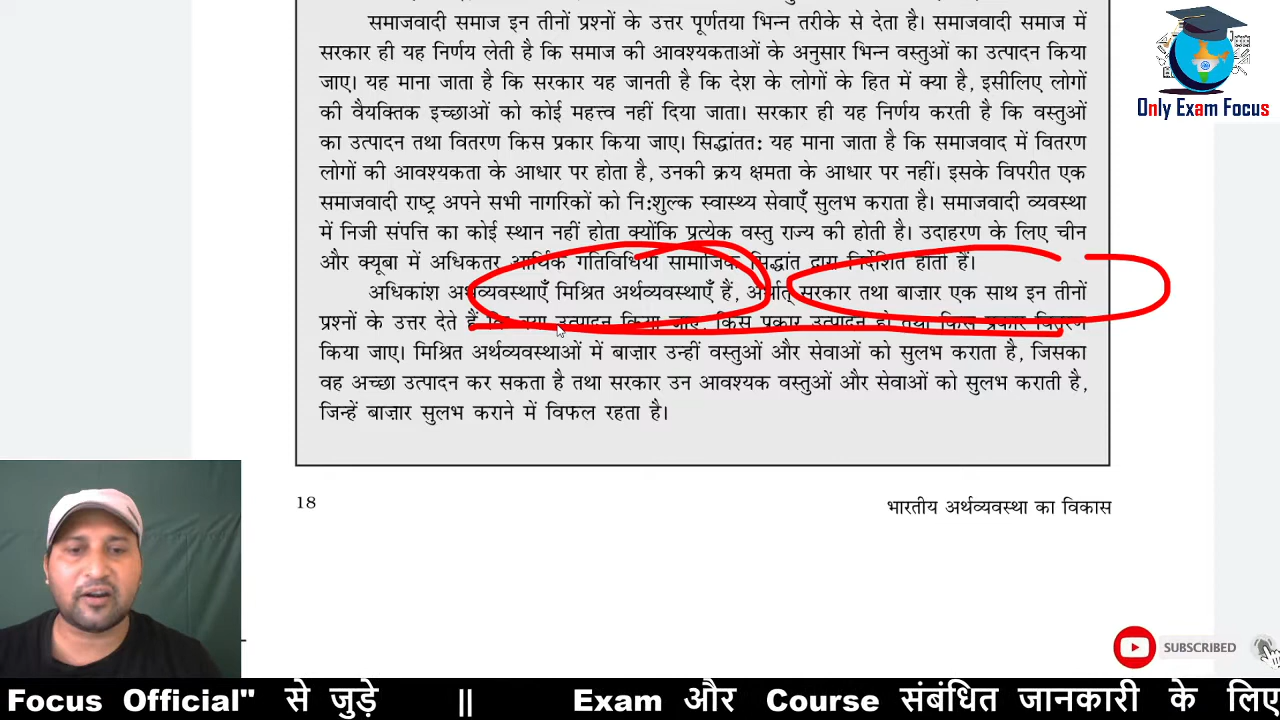 समाजवादी समाज इन तीनों प्रश्नों के उत्तर पूर्णतया भिन्न तरीके से देता है। समाजवादी समाज में
सरकार ही यह निर्णय लेती है कि समाज की आवश्यकताओं के अनुसार भिन्न वस्तुओं का उत्पादन किया
जाए। यह माना जाता है कि सरकार यह जानती है कि देश के लोगों के हित में क्या है, इसीलिए लोगों
की वैयक्तिक इच्छाओं को कोई महत्त्व नहीं दिया जाता। सरकार ही यह निर्णय करती है कि वस्तुओं
का उत्पादन तथा वितरण किस प्रकार किया जाए। सिद्धांतत: यह माना जाता है कि समाजवाद में वितरण
लोगों की आवश्यकता के आधार पर होता है, उनकी क्रय क्षमता के आधार पर नहीं। इसके विपरीत एक
समाजवादी राष्ट्र अपने सभी नागरिकों को नि:शुल्क स्वास्थ्य सेवाएँ सुलभ कराता है। समाजवादी व्यवस्था
में निजी संपत्ति का कोई स्थान नहीं होता क्योंकि प्रत्येक वस्तु राज्य की होती है। उदाहरण के लिए चीन
और क्यूबा में अधिकतर आर्थिक गतिविधियाँ सामाजिक सिद्धांत द्वारा निर्देशित होती हैं।
अधिकांश अर्थव्यवस्थाएँ मिश्रित अर्थव्यवस्थाएँ हैं, अर्थात् सरकार तथा बाज़ार एक साथ इन तीनों
प्रश्नों के उत्तर देते हैं कि क्या उत्पादन किया जाए, किस प्रकार उत्पादन हो तथा किस प्रकार वितरण
किया जाए। मिश्रित अर्थव्यवस्थाओं में बाज़ार उन्हीं वस्तुओं और सेवाओं को सुलभ कराता है, जिसका
वह अच्छा उत्पादन कर सकता है तथा सरकार उन आवश्यक वस्तुओं और सेवाओं को सुलभ कराती है,
जिन्हें बाज़ार सुलभ कराने में विफल रहता है।
18
भारतीय अर्थव्यवस्था का विकास
Only Exam Focus
SUBSCRIBED
Focus Official" से जुड़े || Exam और Course संबंधित जानकारी के लिए